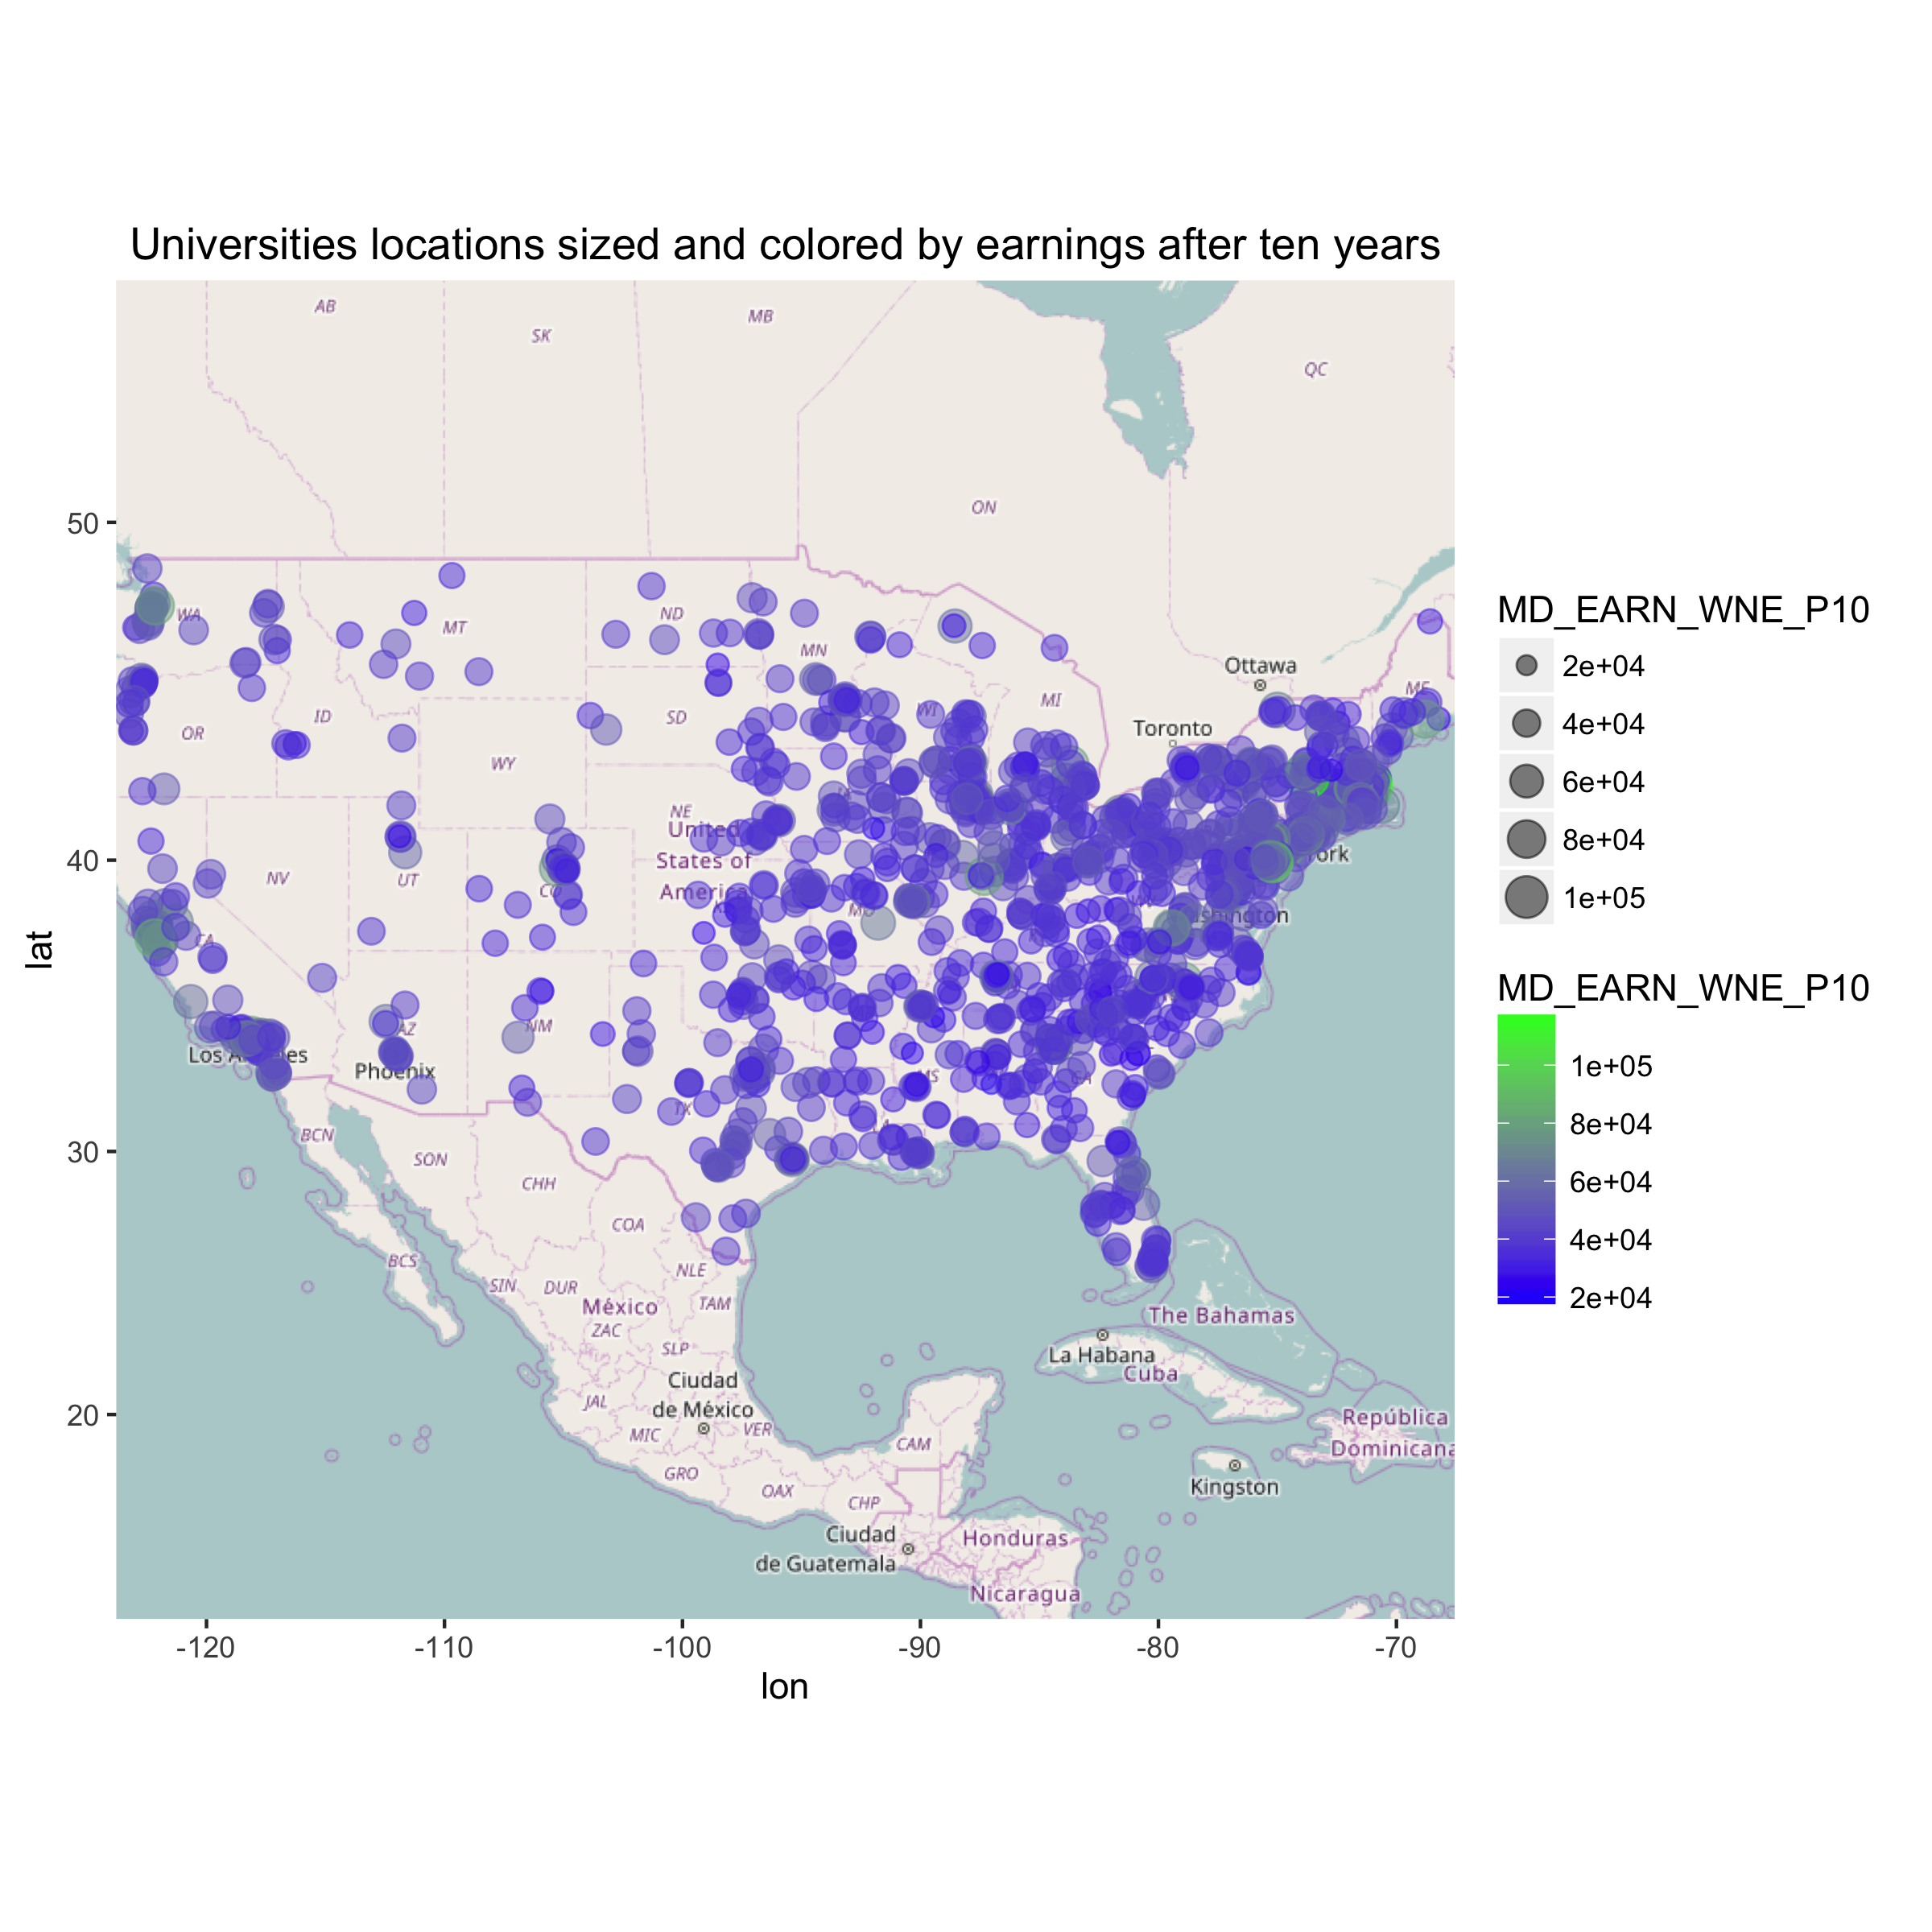 Universities locations sized and colored by earnings after ten years
AB
SK
MB
QC
ON
50
WA
MT
ND
MN
Ottawa
ME
OR
ID
SD
WI
MI
Toronto
WY
NE
United
States of
America
40
NV
UT
CO
MO
ork
shington
CA
lat
AZ
NM
Los A les
Phoenix
TX
MS
LA
GA
30
BCN
SON
CHH
COA
BCS
NLE
SIN
DUR
TAM
México
ZAC
SLP
The Bahamas
La Habana
Cuba
Ciudad
de México
JAL
MIC
VER
20
República
Dominicana
CAM
GRO
OAX
CHP
Kingston
Ciudad
de Guatemala
Honduras
Nicaragua
-120
-110
-100
-90
-80
-70
lon
MD_EARN_WNE_P10
2e+04
4e+04
6e+04
8e+04
1e+05
MD_EARN_WNE_P10
1e+05
8e+04
6e+04
4e+04
2e+04